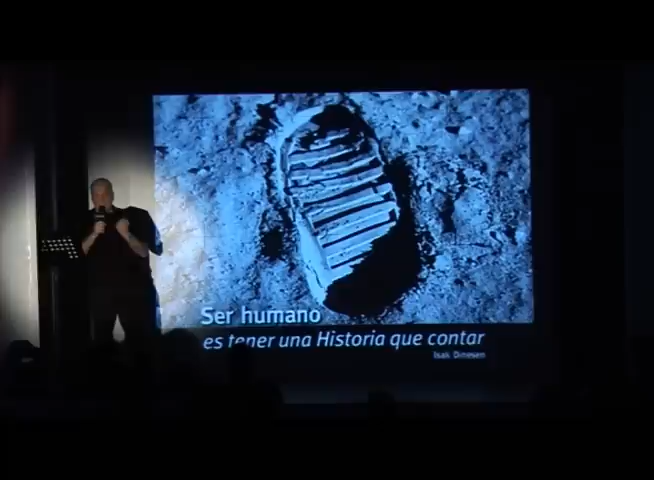 Ser humano
es tener una Historia que contar
Isak Dinesen